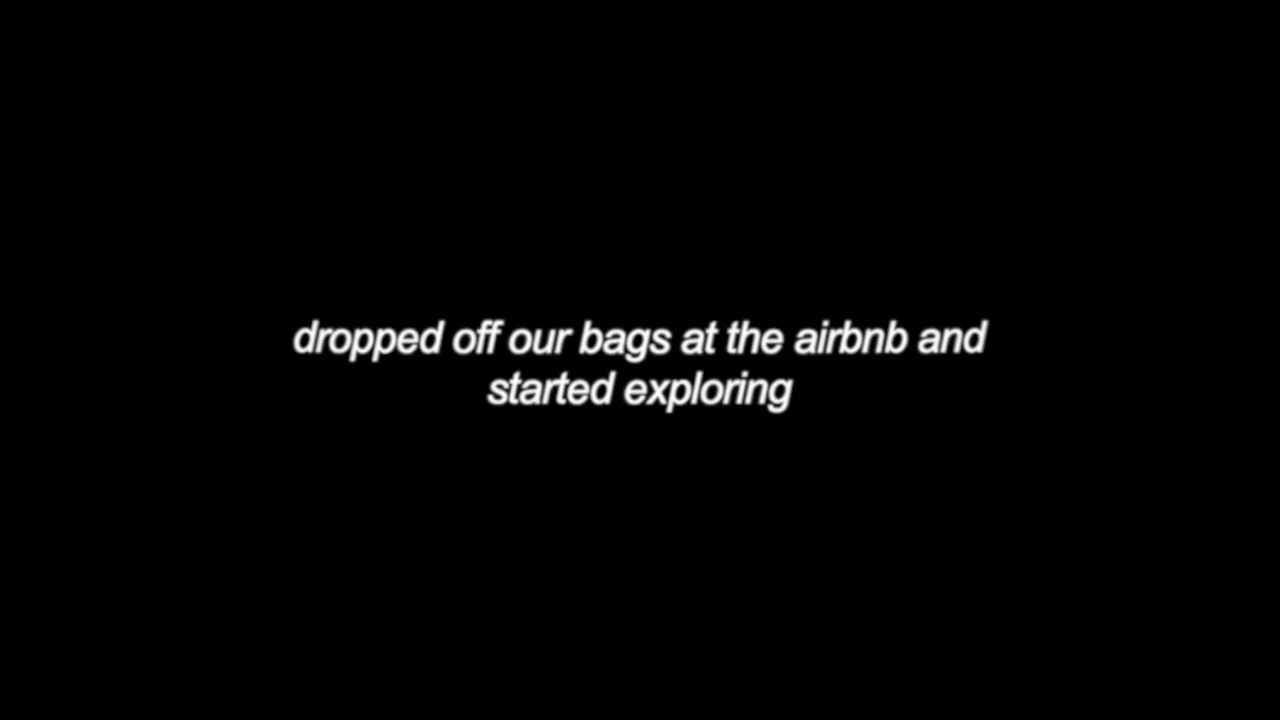 dropped off our bags at the airbnb and
started exploring